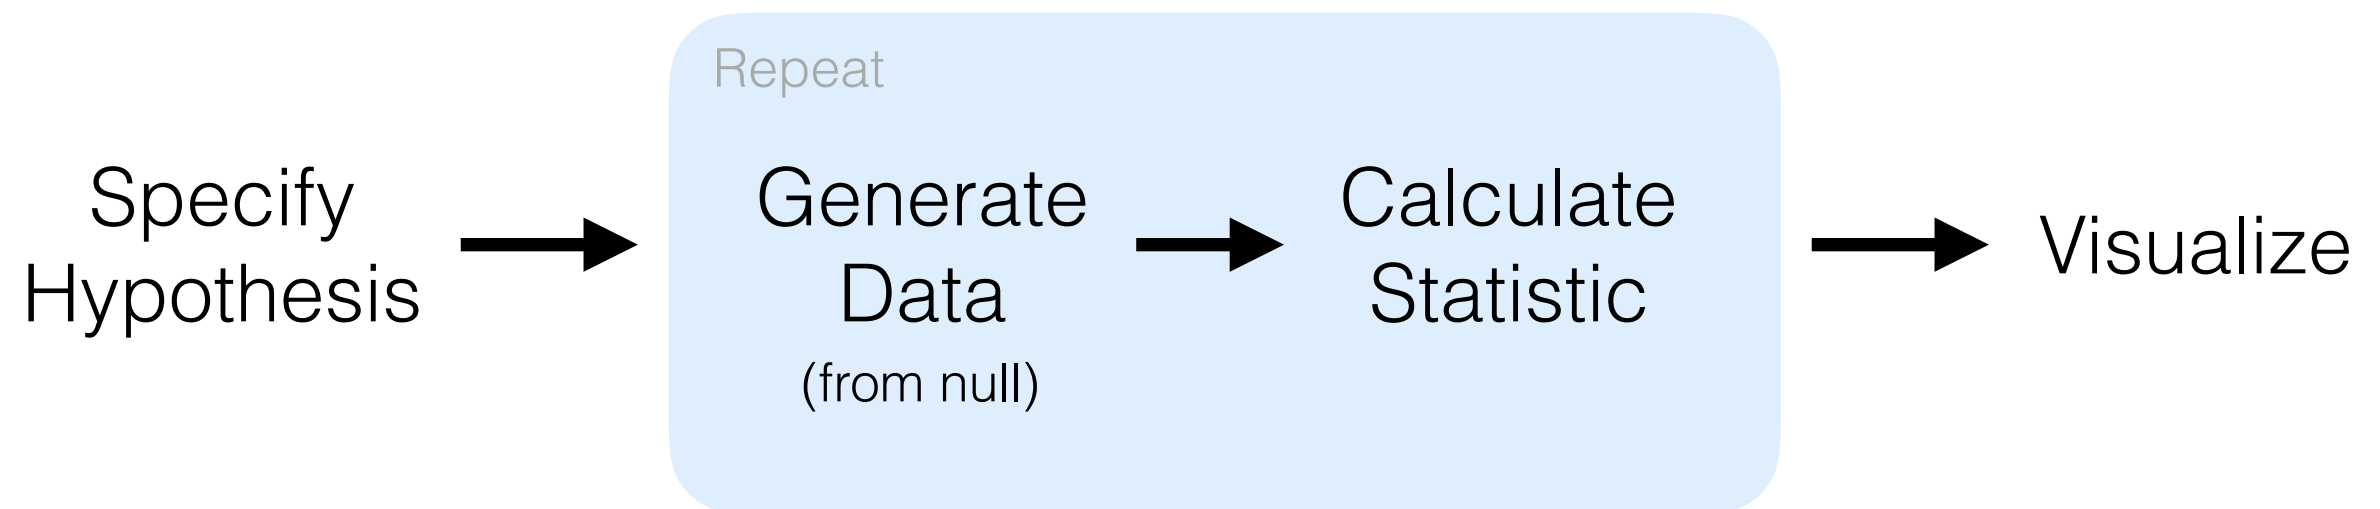 Repeat
Specify
Hypothesis
Generate
Data
(from null)
Calculate
Statistic
Visualize